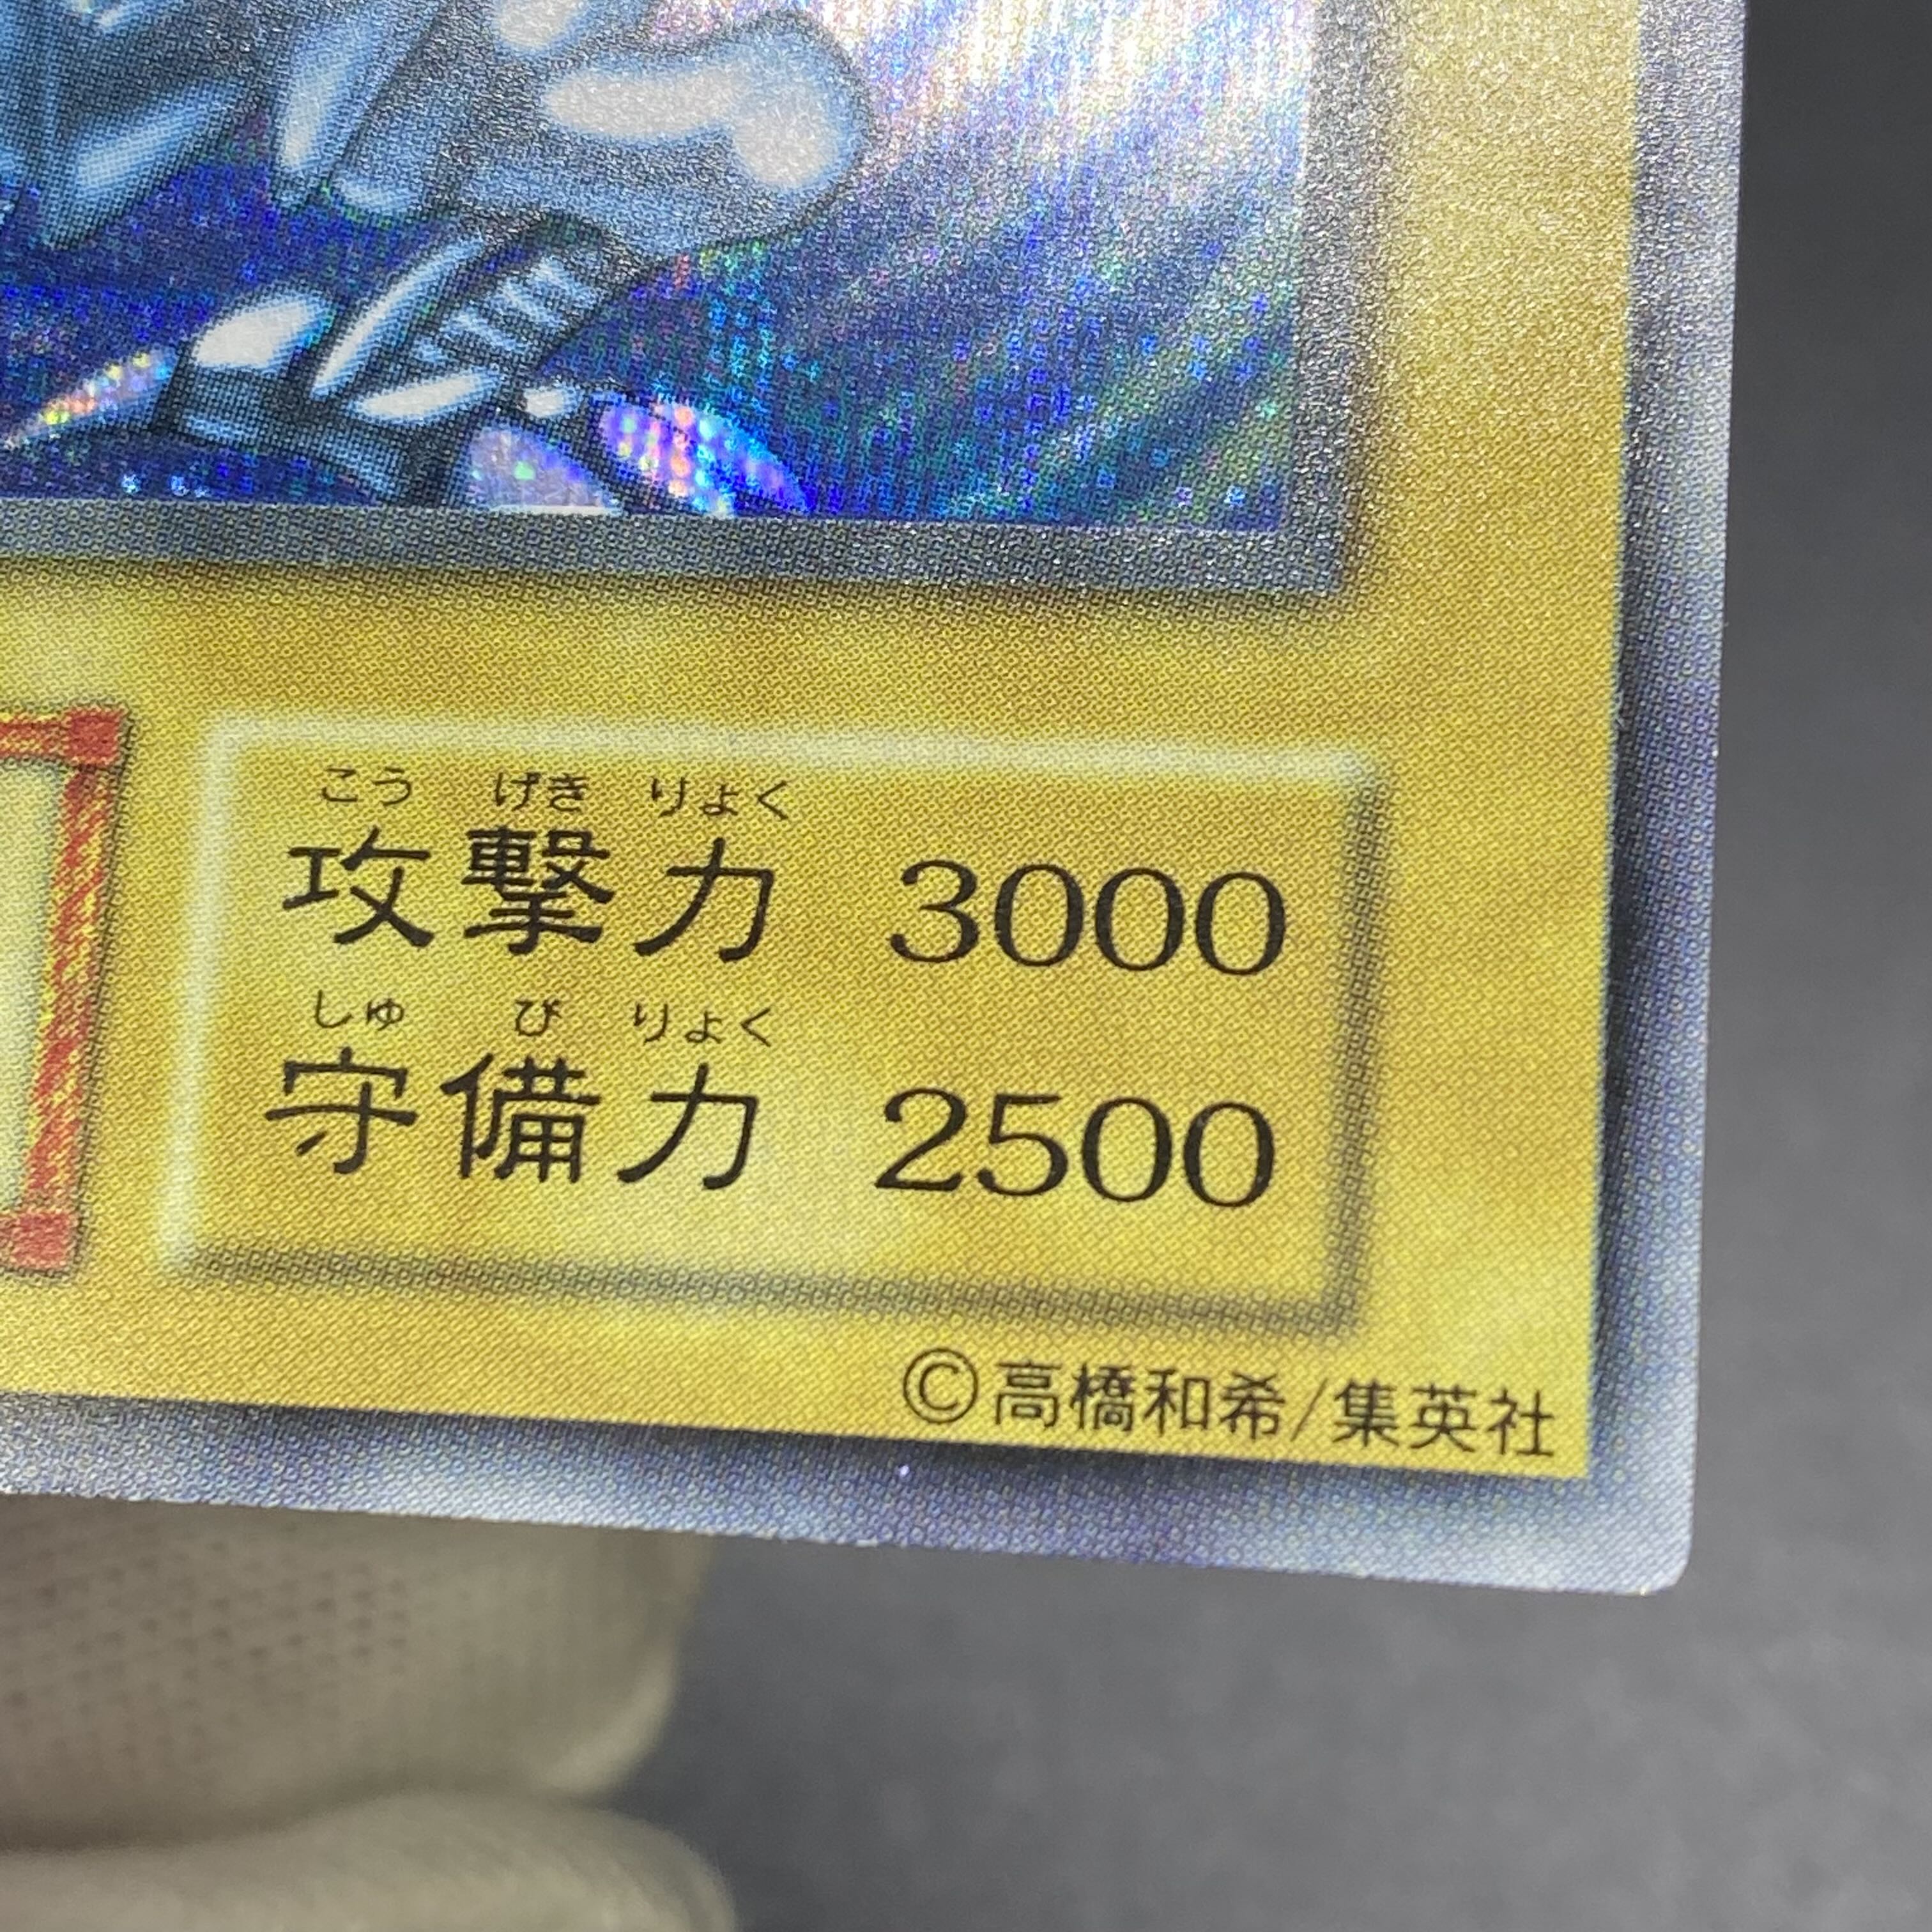 こう げき りょく
攻撃力 3000
しゅ び りょく
守備力 2500
©高橋和希/集英社